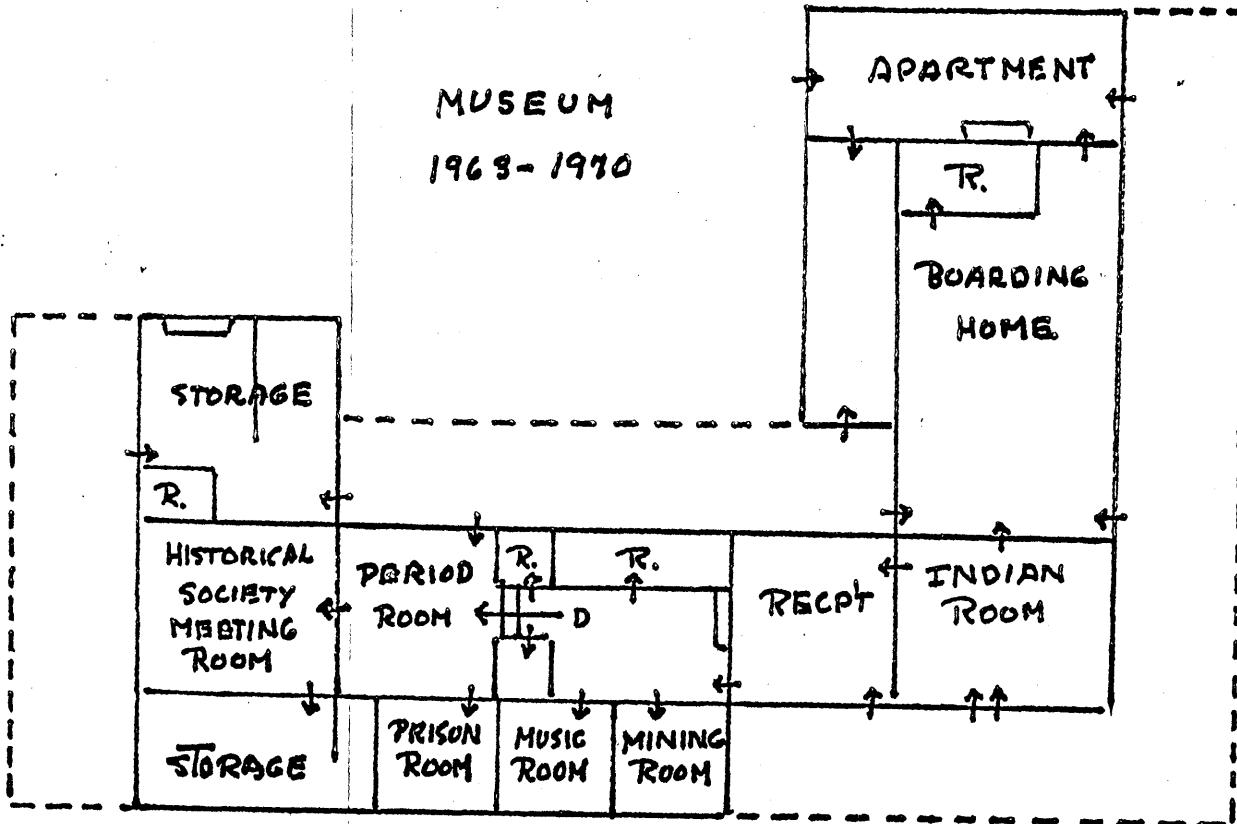 MUSEUM
1968-1970
APARTMENT
R.
BOARDING
HOME
STORAGE
R.
HISTORICAL
SOCIETY
MEETING
ROOM
PERIOD
ROOM
R.
R.
D
RECPT
INDIAN
ROOM
STORAGE
PRISON
ROOM
MUSIC
ROOM
MINING
ROOM